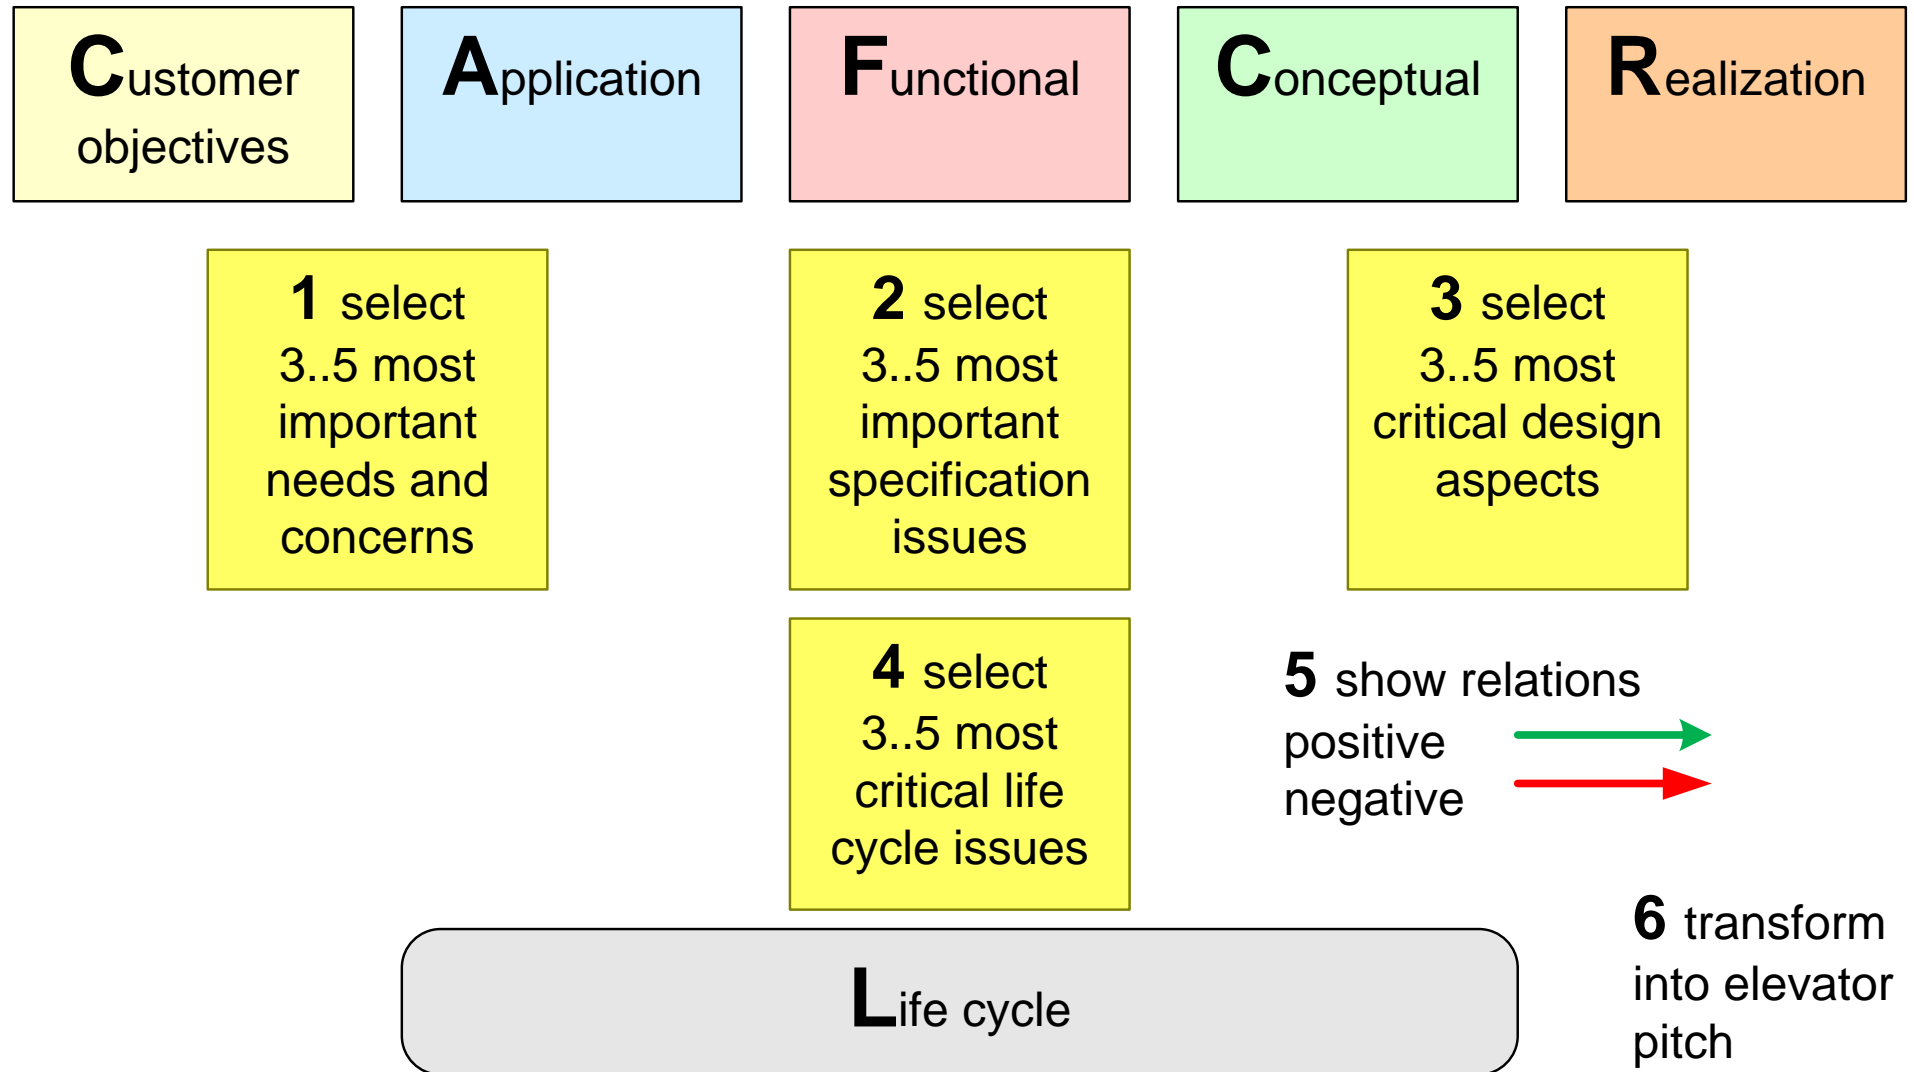 Customer
objectives
Application
Functional
Conceptual
Realization
1 select
3..5 most
important
needs and
concerns
2 select
3..5 most
important
specification
issues
3 select
3..5 most
critical design
aspects
4 select
3..5 most
critical life
cycle issues
5 show relations
positive
negative
6 transform
into elevator
pitch
Life cycle